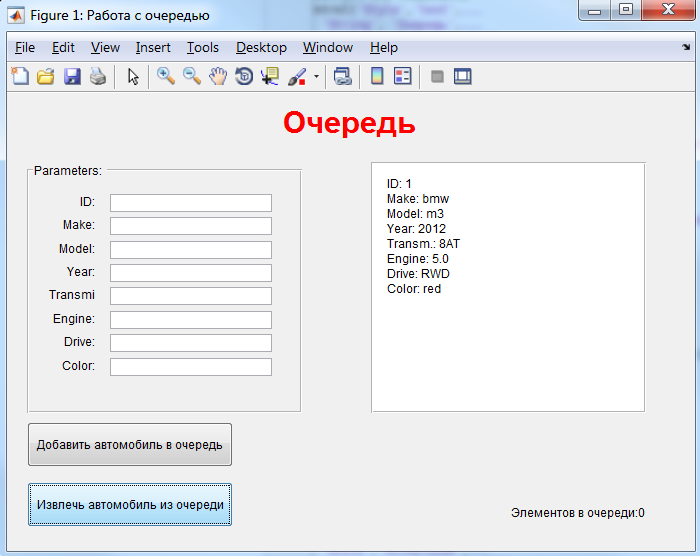 Figure 1: Работа с очередью
File Edit View Insert Tools Desktop Window Help
Очередь
Parameters:
ID:
Make:
Model:
Year:
Transmi
Engine:
Drive:
Color:
ID: 1
Make: bmw
Model: m3
Year: 2012
Transm.: 8AT
Engine: 5.0
Drive: RWD
Color: red
Добавить автомобиль в очередь
Извлечь автомобиль из очереди
Элементов в очереди:0